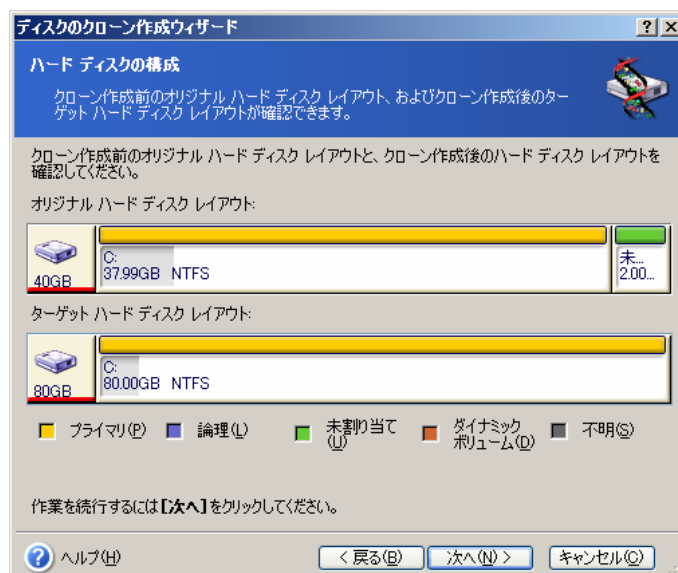 ディスクのクローン作成ウィザード
ハード ディスクの構成
クローン作成前のオリジナル ハード ディスク レイアウト、およびクローン作成後のター
ゲット ハード ディスク レイアウトが確認できます。
クローン作成前のオリジナル ハード ディスク レイアウトと、クローン作成後のハード ディスク レイアウトを
確認してください。
オリジナル ハード ディスク レイアウト:
40GB
C:
37.99GB NTFS
未...
2.00...
ターゲット ハード ディスク レイアウト:
80GB
C:
80.00GB NTFS
プライマリ(P)
論理(L)
未割り当て
(U)
ダイナミック
ボリューム(D)
不明(S)
作業を続行するには[次へ]をクリックしてください。
ヘルプ(H)
< 戻る(B)
次へ(N) >
キャンセル(C)